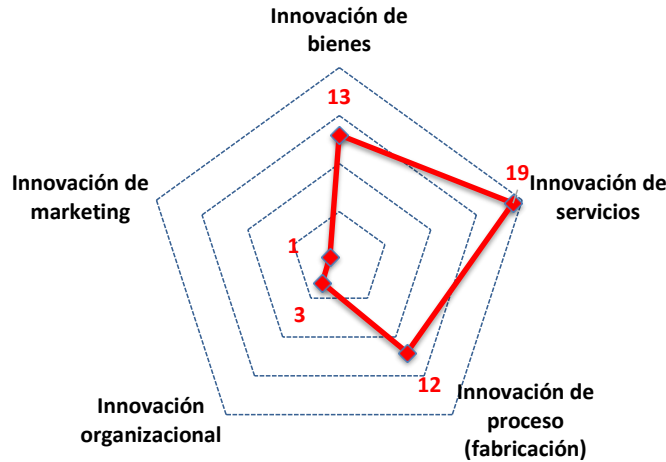 Innovación de
bienes
13
19
Innovación de
servicios
Innovación de
marketing
1
3
12
Innovación de
proceso
(fabricación)
Innovación
organizacional